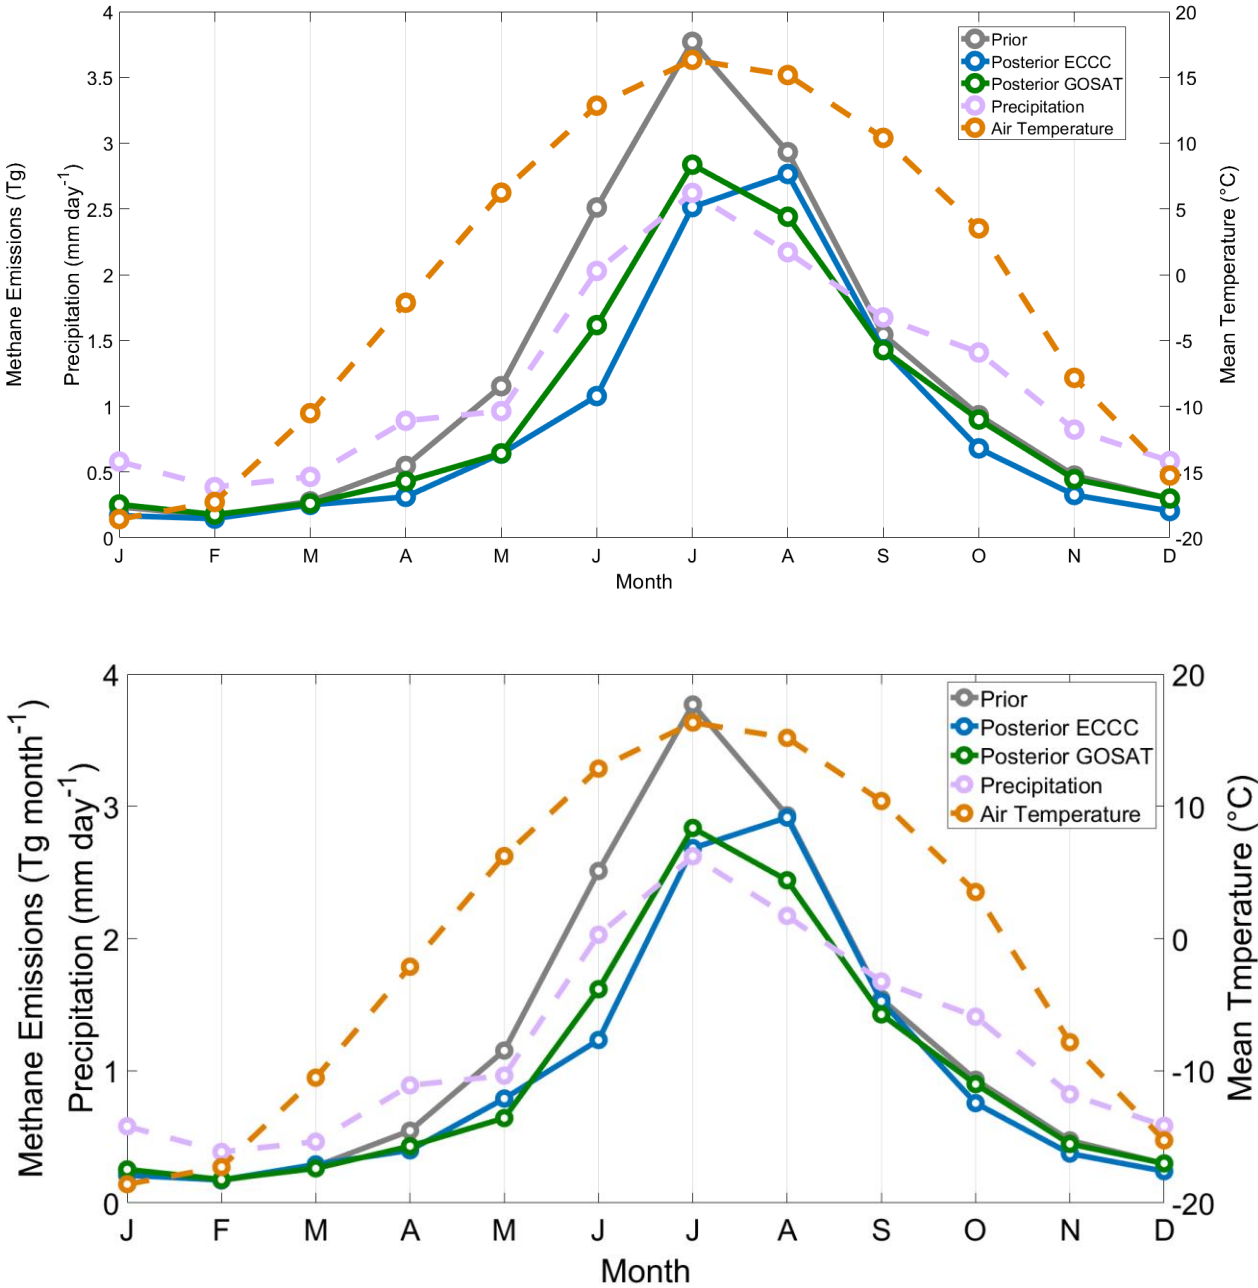 4
3.5
3
2.5
2
1.5
1
0.5
0
Methane Emissions (Tg)
Precipitation (mm day-1)
20
15
10
5
0
-5
-10
-15
-20
Mean Temperature (°C)
Prior
Posterior ECCC
Posterior GOSAT
Precipitation
Air Temperature
J F M A M J J A S O N D
Month
4
3
2
1
0
Methane Emissions (Tg month-1)
Precipitation (mm day-1)
20
10
0
-10
-20
Mean Tmperature (°C)
Prior
Posterior ECCC
Posterior GOSAT
Precipitation
Air Temperature
J F M A M J J A S O N D
Month